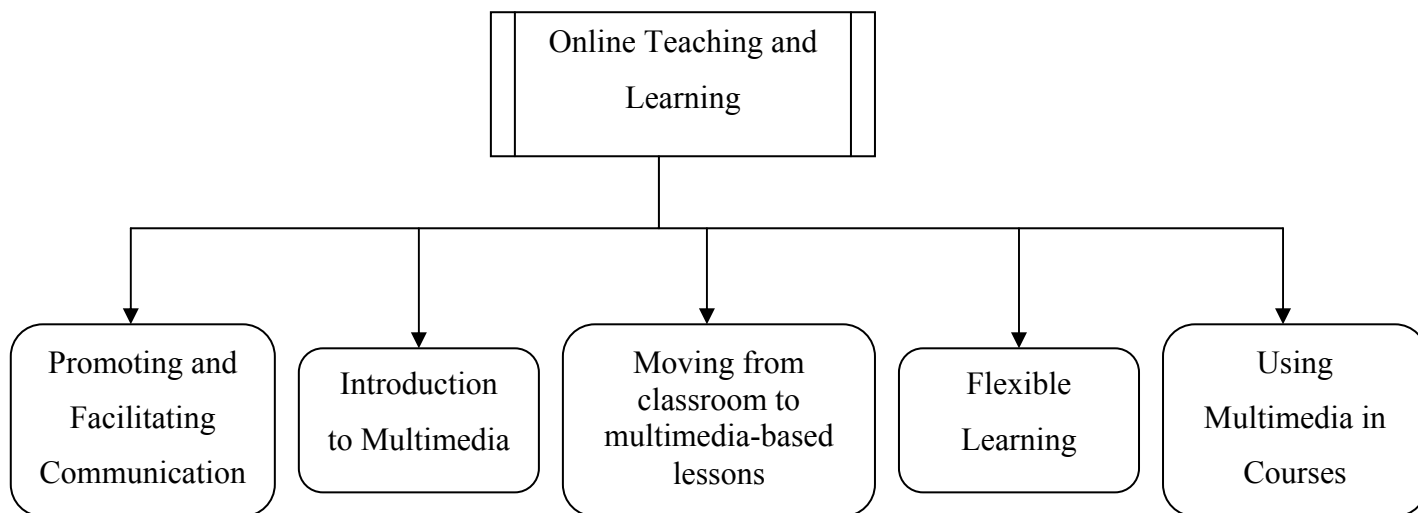 Online Teaching and
Learning
Promoting and
Facilitating
Communication
Introduction
to Multimedia
Moving from
classroom to
multimedia-based
lessons
Flexible
Learning
Using
Multimedia in
Courses